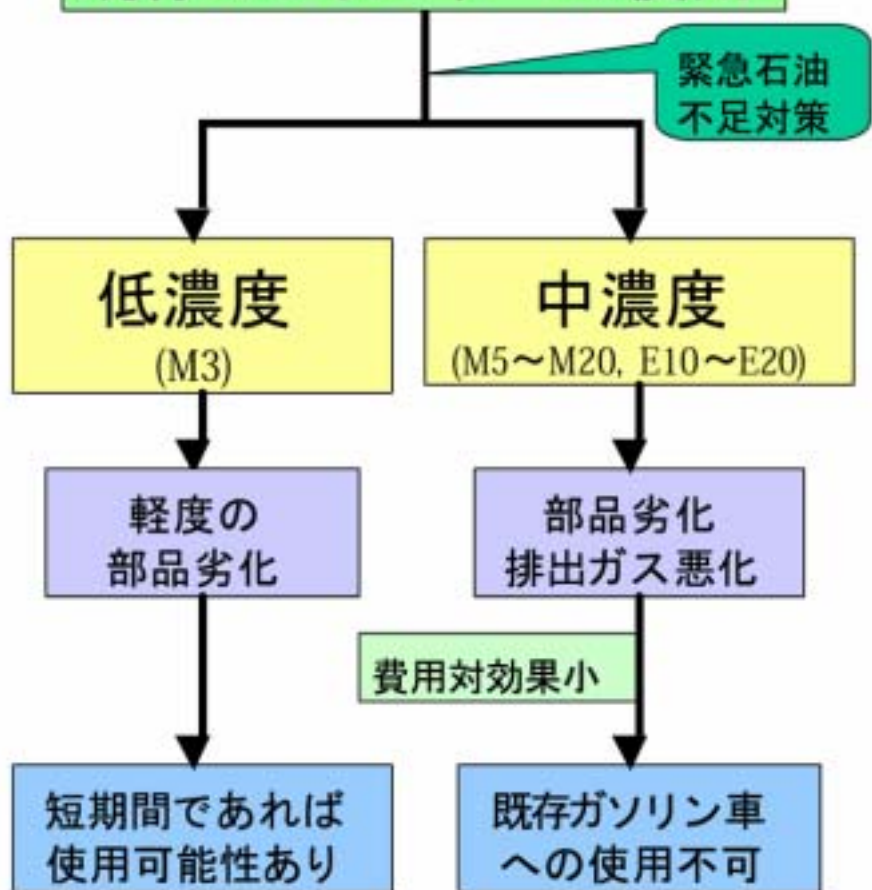 緊急石油
不足対策
低濃度
(M3)
中濃度
(M5～M20, E10～E20)
軽度の
部品劣化
部品劣化
排出ガス悪化
費用対効果小
短期間であれば
使用可能性あり
既存ガソリン車
への使用不可